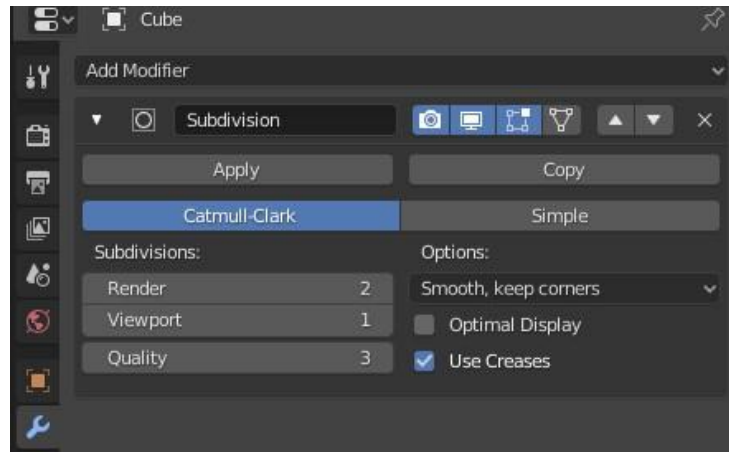 Cube
Add Modifier
Subdivision
Apply Copy
Catmull-Clark Simple
Subdivisions: Options:
Render 2 Smooth, keep corners
Viewport 1 Optimal Display
Quality 3 Use Creases